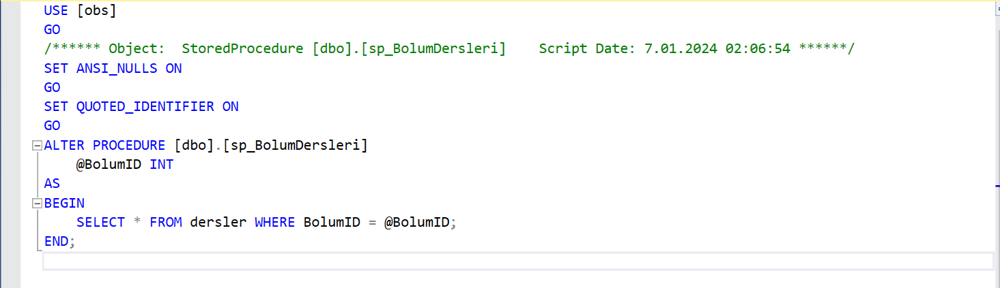 USE [obs]
GO
/****** Object:  StoredProcedure [dbo].[sp_BolumDersleri]    Script Date: 7.01.2024 02:06:54 ******/
SET ANSI_NULLS ON
GO
SET QUOTED_IDENTIFIER ON
GO
ALTER PROCEDURE [dbo].[sp_BolumDersleri]
    @BolumID INT
AS
BEGIN
    SELECT * FROM dersler WHERE BolumID = @BolumID;
END;